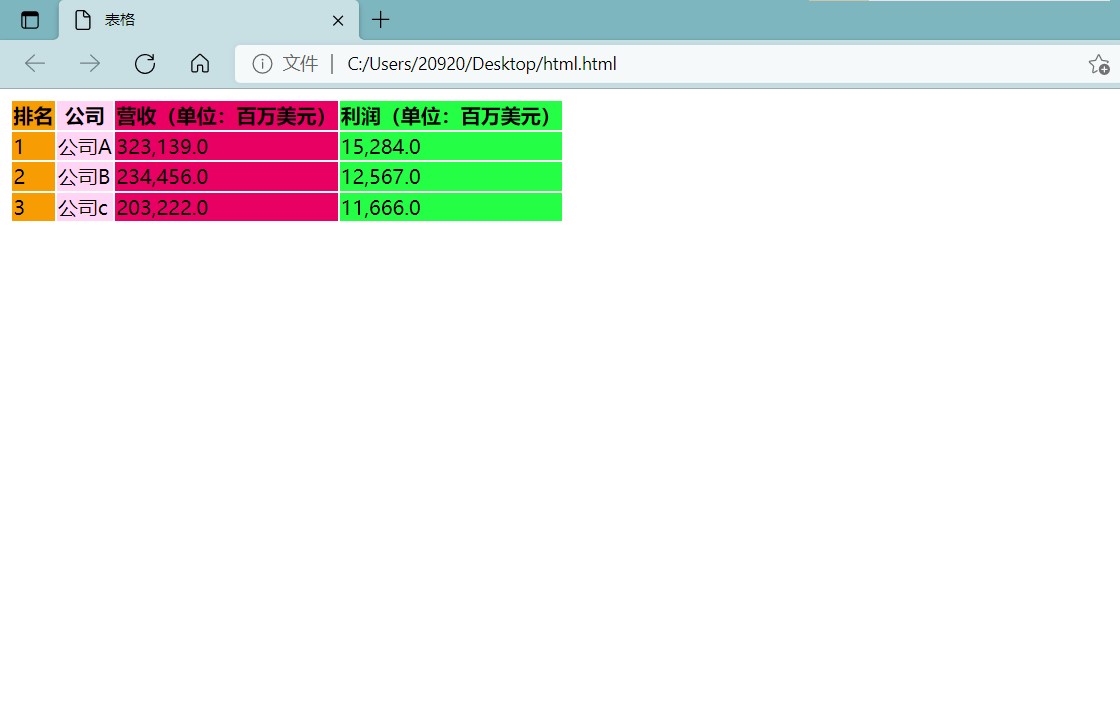 表格
文件 | C:/Users/20920/Desktop/html.html
排名 公司 营收（单位：百万美元） 利润（单位：百万美元）
1 公司A 323,139.0 15,284.0
2 公司B 234,456.0 12,567.0
3 公司c 203,222.0 11,666.0